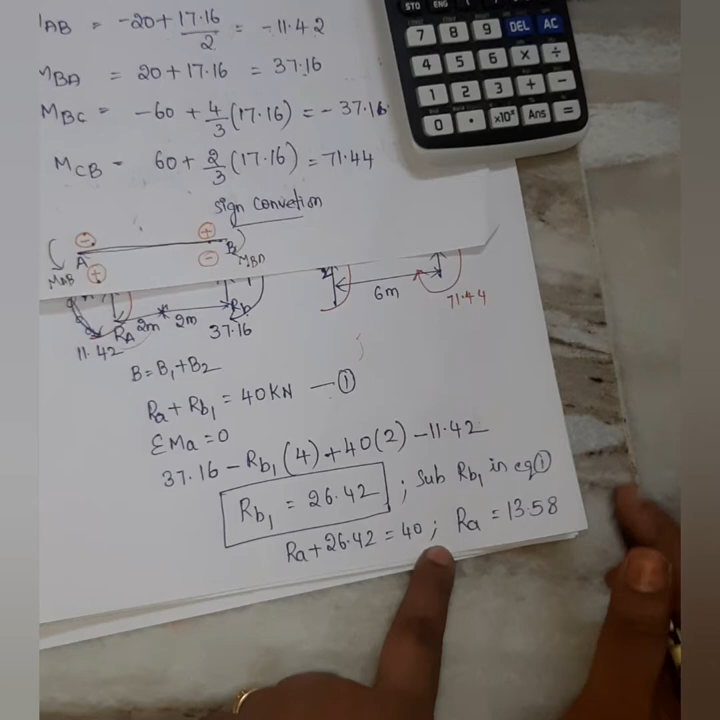 AB = -20 + 17.16/2 = -11.42
MBA = 20 + 17.16 = 37.16
MBC = -60 + 4/3 (17.16) = -37.16
MCB = 60 + 2/3 (17.16) = 71.44
Sign Convetion
- +
A B
MAB + - MBA
RA 2m 2m Rb 6m
11.42 37.16 71.44
B = B1 + B2
Ra + Rb1 = 40KN — ①
ΣMa = 0
37.16 - Rb1 (4) + 40(2) - 11.42
Rb1 = 26.42 ; Sub Rb1 in eq①
Ra + 26.42 = 40 ; Ra = 13.58
STO ENG
7 8 9 DEL AC
4 5 6 × ÷
1 2 3 + −
0 • ×10ˣ Ans =